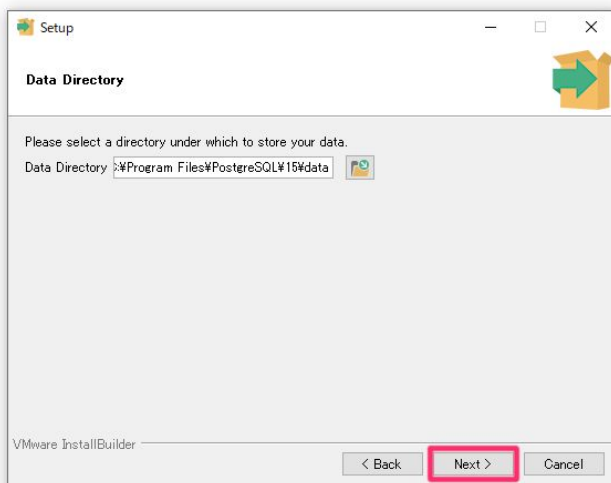 Setup
Data Directory
Please select a directory under which to store your data.
Data Directory :¥Program Files¥PostgreSQL¥15¥data
VMware InstallBuilder
< Back Next > Cancel